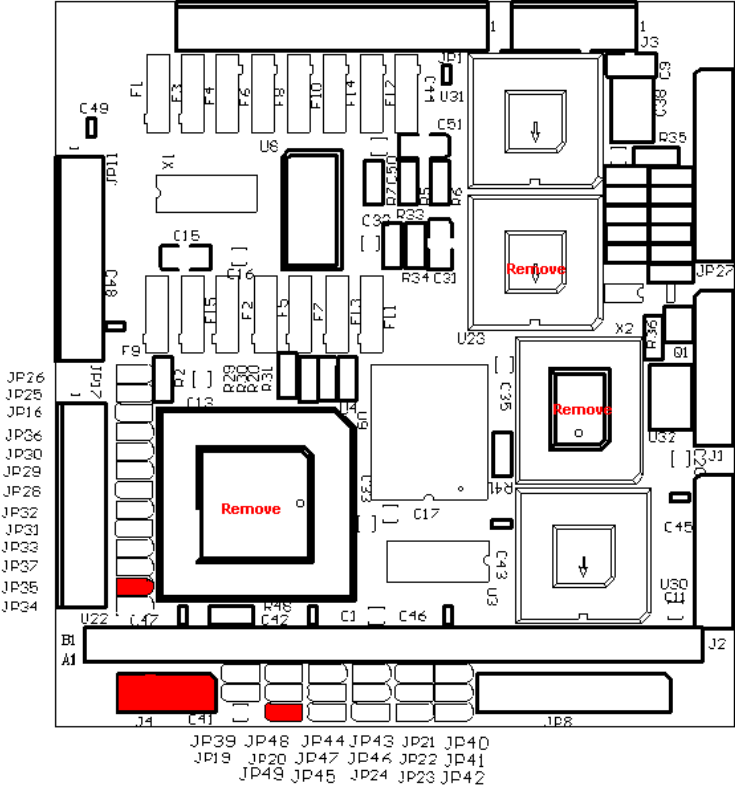 1 1 J3
JP1
F1 F3 F4 F6 F8 F10 F14 F12 C44 U31 C9 C38
C49 C51 R35
U6
JP11 X1 R7 C50 R5 R6
C15 R33
C16 R34 C31 JP27
C48 F15 F2 F5 F7 F13 F11
Remove
U23 X2 R36
F9 Q1
JP26 JP17 R2 R29 R30 R20 R31
JP25
JP16 C13 U4 U9 C35 Remove
JP36 U32
JP30 J1
JP29
JP28 C33 R41
JP32 Remove C17
JP31 C45
JP33
JP37 C43
JP35 U30
JP34 U3 C11
U22 C47 R48 C42 C1 C46
B1 J2
A1
J4 C41 JP8
JP39 JP48 JP44 JP43 JP21 JP40
JP19 JP20 JP47 JP46 JP22 JP41
JP49 JP45 JP24 JP23 JP42